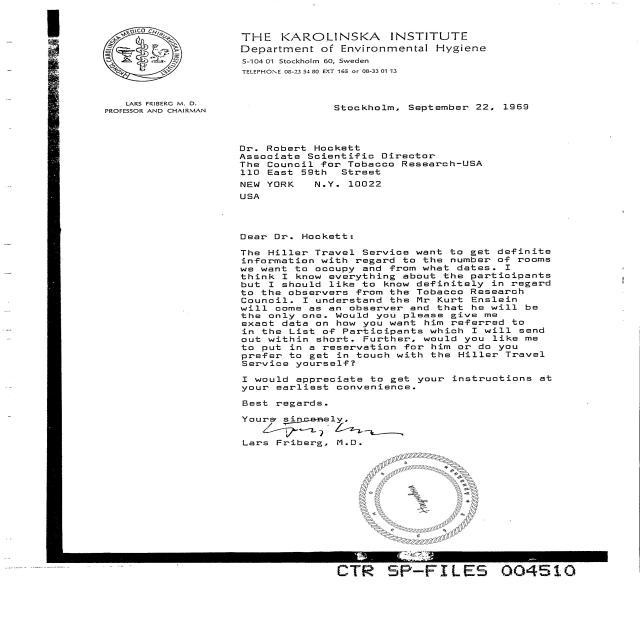 THE KAROLINSKA INSTITUTE
Department of Environmental Hygiene
S-104 01 Stockholm 60, Sweden
TELEPHONE 08-23 54 80 EXT 165 or 08-33 01 13
LARS FRIBERG M. D.
PROFESSOR AND CHAIRMAN
Stockholm, September 22, 1969
Dr. Robert Hockett
Associate Scientific Director
The Council for Tobacco Research-USA
110 East 59th Street
NEW YORK N.Y. 10022
USA
Dear Dr. Hockett:
The Hiller Travel Service want to get definite
information with regard to the number of rooms
we want to occupy and from what dates. I
think I know everything about the participants
but I should like to know definitely in regard
to the observers from the Tobacco Research
Council. I understand the Mr Kurt Enslein
will come as an observer and that he will be
the only one. Would you please give me
exact data on how you want him referred to
in the List of Participants which I will send
out within short. Further, would you like me
to put in a reservation for him or do you
prefer to get in touch with the Hiller Travel
Service yourself?
I would appreciate to get your instructions at
your earliest convenience.
Best regards.
Yours sincerely,
Lars Friberg, M.D.
CTR SP-FILES 004510